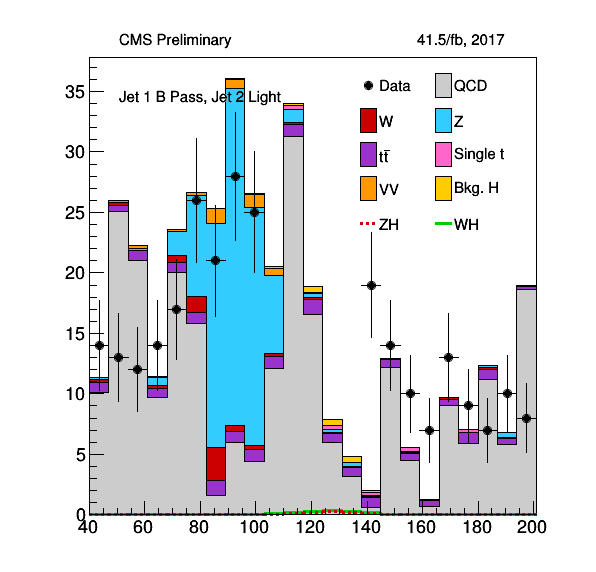 CMS Preliminary 41.5/fb, 2017
Jet 1 B Pass, Jet 2 Light
Data QCD
W Z
tt̅ Single t
VV Bkg. H
ZH WH
35
30
25
20
15
10
5
0
40 60 80 100 120 140 160 180 200